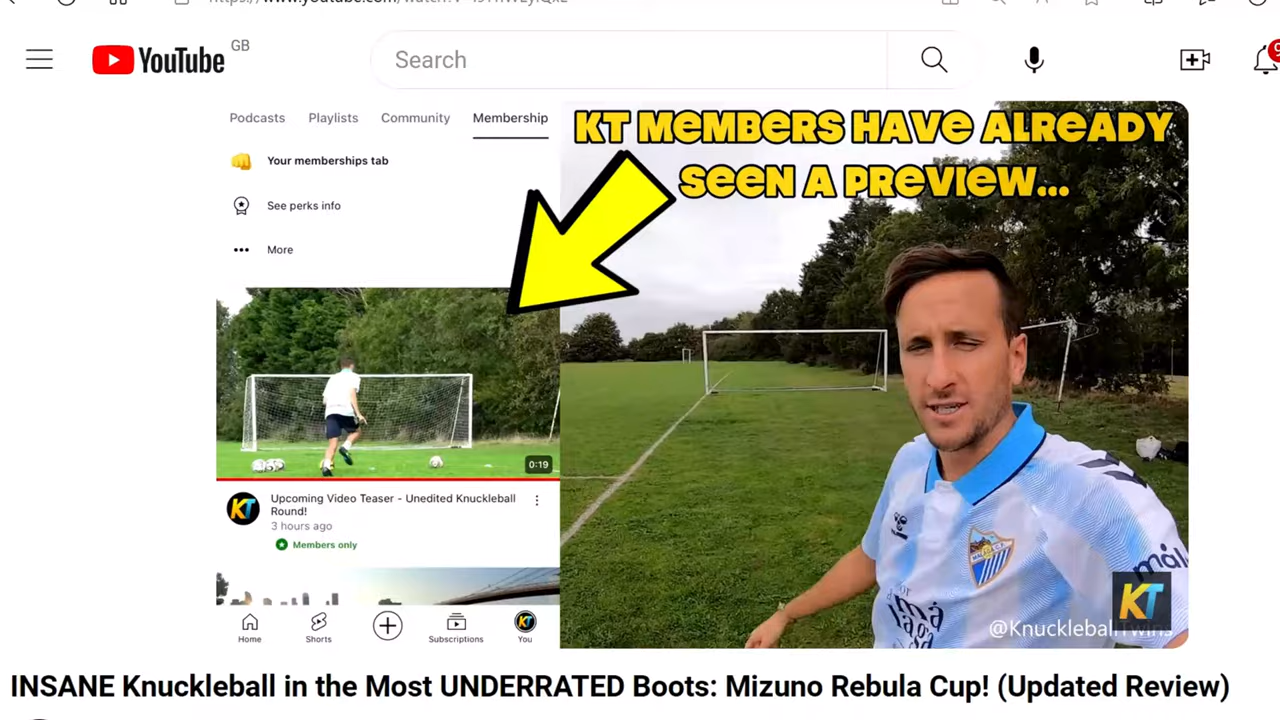 YouTube GB
Search
9
Podcasts Playlists Community Membership
Your memberships tab
See perks info
More
KT MEMBERS HAVE ALREADY
SEEN A PREVIEW...
0:19
KT
Upcoming Video Teaser - Unedited Knuckleball
Round!
3 hours ago
Members only
Home Shorts Subscriptions You
KT
@KnuckleballTwins
INSANE Knuckleball in the Most UNDERRATED Boots: Mizuno Rebula Cup! (Updated Review)